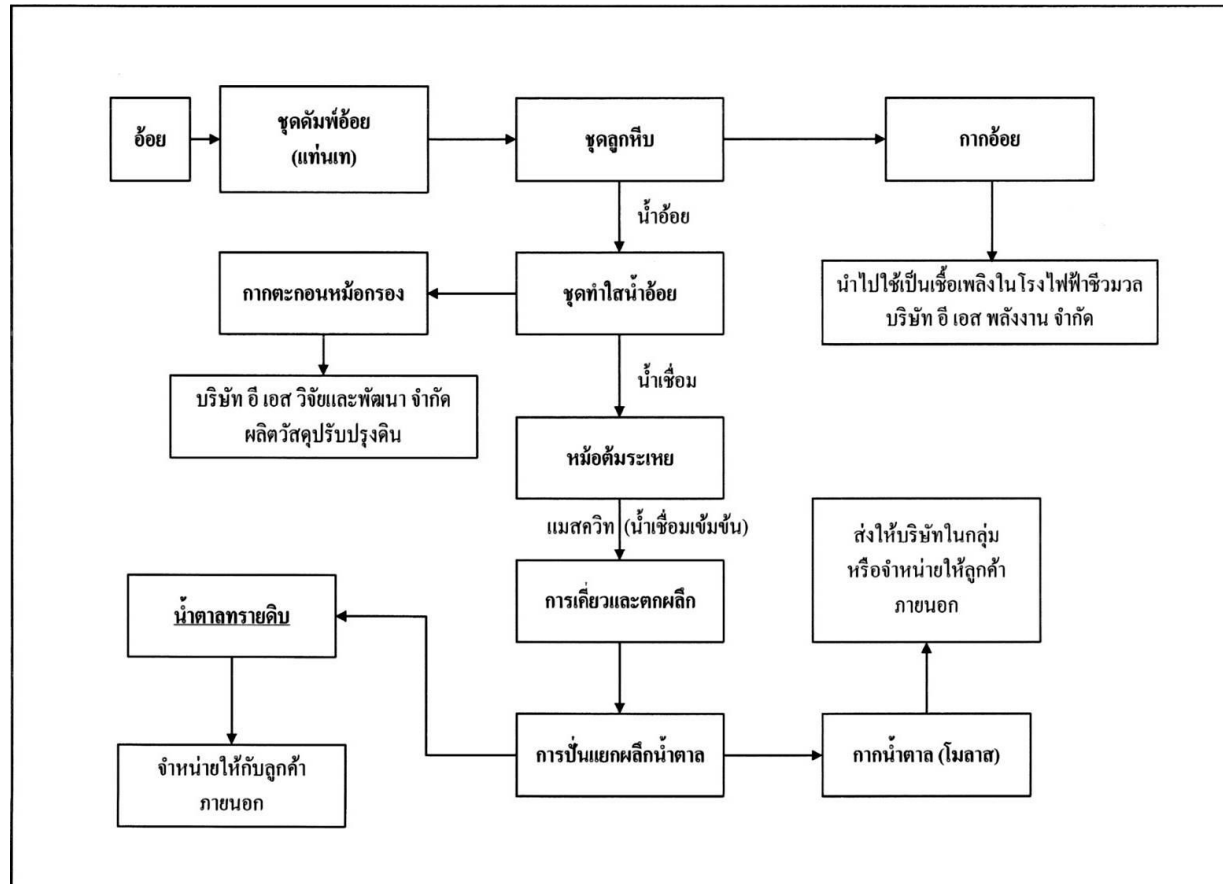 อ้อย
ชุดดัมพ์อ้อย
(แท่นเท)
ชุดลูกหีบ
กากอ้อย
น้ำอ้อย
กากตะกอนหม้อกรอง
ชุดทำใสน้ำอ้อย
นำไปใช้เป็นเชื้อเพลิงในโรงไฟฟ้าชีวมวล
บริษัท อี เอส พลังงาน จำกัด
น้ำเชื่อม
บริษัท อี เอส วิจัยและพัฒนา จำกัด
ผลิตวัสดุปรับปรุงดิน
หม้อต้มระเหย
แมสควิท (น้ำเชื่อมเข้มข้น)
ส่งให้บริษัทในกลุ่ม
หรือจำหน่ายให้ลูกค้า
ภายนอก
การเคี่ยวและตกผลึก
น้ำตาลทรายดิบ
การปั่นแยกผลึกน้ำตาล
กากน้ำตาล (โมลาส)
จำหน่ายให้กับลูกค้า
ภายนอก